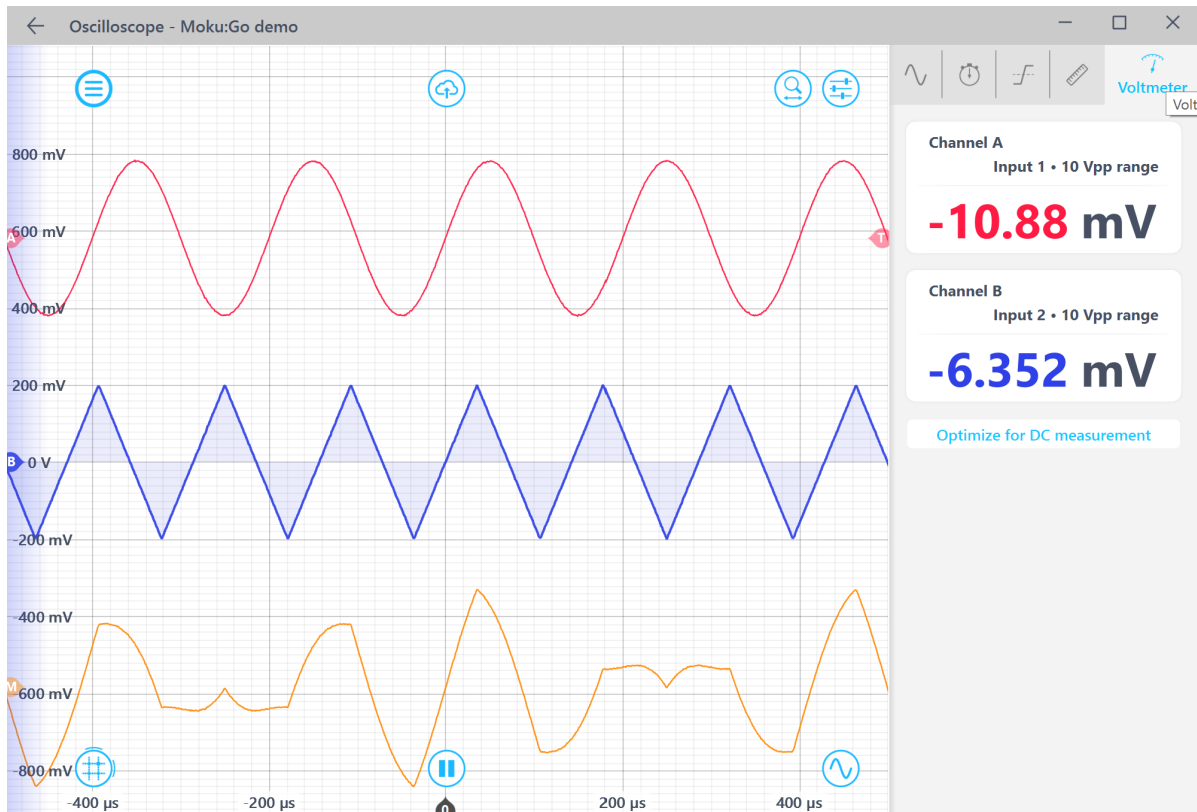 Oscilloscope - Moku:Go demo
Voltmeter
Volt
800 mV
600 mV
400 mV
200 mV
0 V
-200 mV
-400 mV
-600 mV
-800 mV
A
B
M
T
-400 µs
-200 µs
0
200 µs
400 µs
Channel A
Input 1 • 10 Vpp range
-10.88 mV
Channel B
Input 2 • 10 Vpp range
-6.352 mV
Optimize for DC measurement